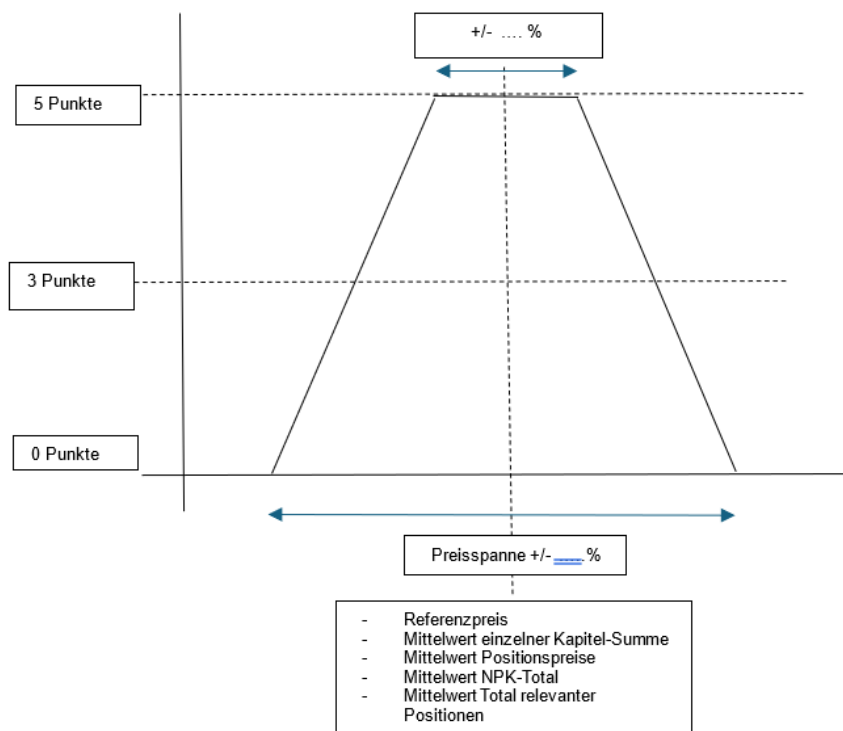 +/- .... %
5 Punkte
3 Punkte
0 Punkte
Preisspanne +/- ____.%
- Referenzpreis
- Mittelwert einzelner Kapitel-Summe
- Mittelwert Positionspreise
- Mittelwert NPK-Total
- Mittelwert Total relevanter
Positionen